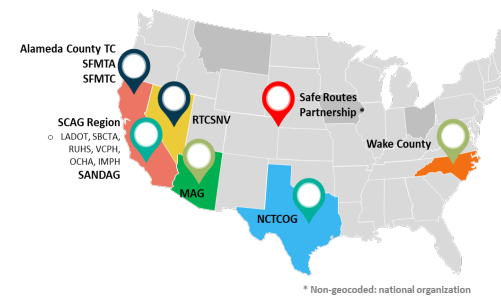 Alameda County TC
SFMTA
SFMTC
SCAG Region
o LADOT, SBCTA,
RUHS, VCPH,
OCHA, IMPH
SANDAG
RTCSNV
MAG
Safe Routes
Partnership *
NCTCOG
Wake County
* Non-geocoded: national organization